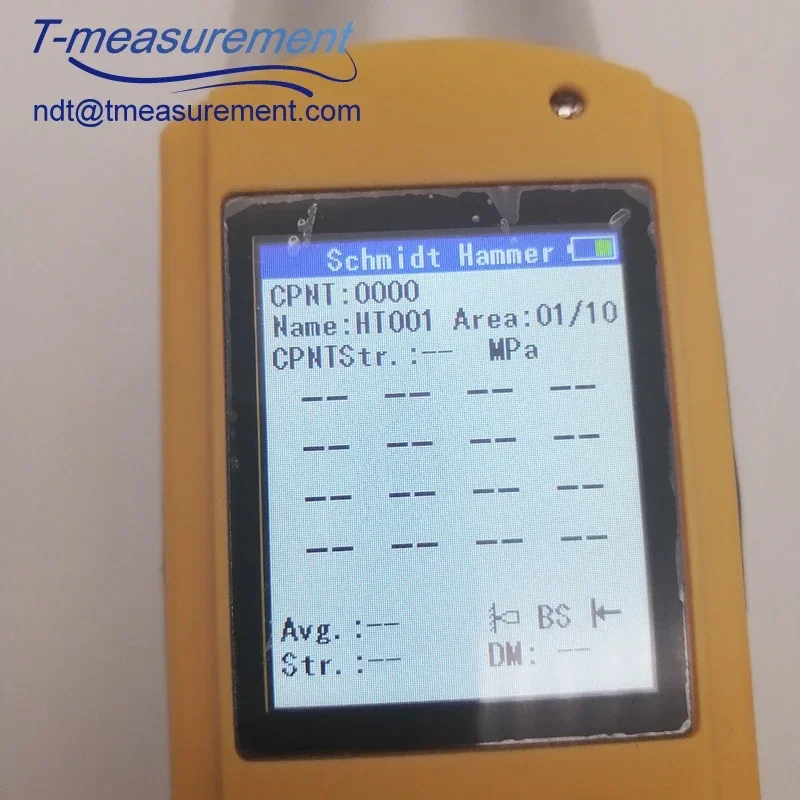 T-measurement
ndt@tmeasurement.com
Schmidt Hammer
CPNT:0000
Name:HT001 Area:01/10
CPNTStr.:-- MPa
-- -- -- --
-- -- -- --
-- -- -- --
-- -- -- --
Avg.:-- BS
Str.:-- DM: --